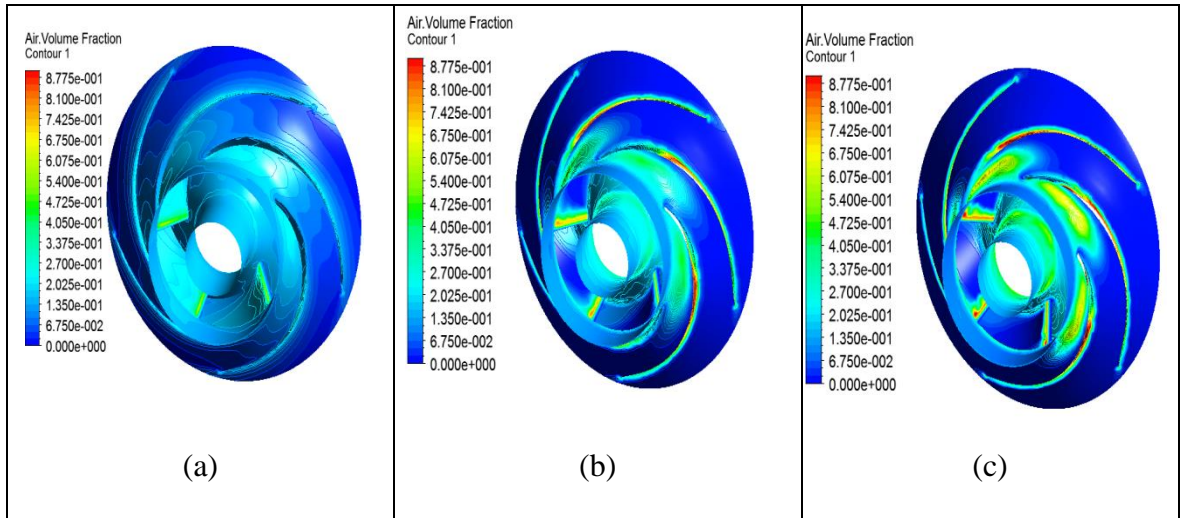 Air.Volume Fraction
Contour 1
8.775e-001
8.100e-001
7.425e-001
6.750e-001
6.075e-001
5.400e-001
4.725e-001
4.050e-001
3.375e-001
2.700e-001
2.025e-001
1.350e-001
6.750e-002
0.000e+000
(a)
Air.Volume Fraction
Contour 1
8.775e-001
8.100e-001
7.425e-001
6.750e-001
6.075e-001
5.400e-001
4.725e-001
4.050e-001
3.375e-001
2.700e-001
2.025e-001
1.350e-001
6.750e-002
0.000e+000
(b)
Air.Volume Fraction
Contour 1
8.775e-001
8.100e-001
7.425e-001
6.750e-001
6.075e-001
5.400e-001
4.725e-001
4.050e-001
3.375e-001
2.700e-001
2.025e-001
1.350e-001
6.750e-002
0.000e+000
(c)